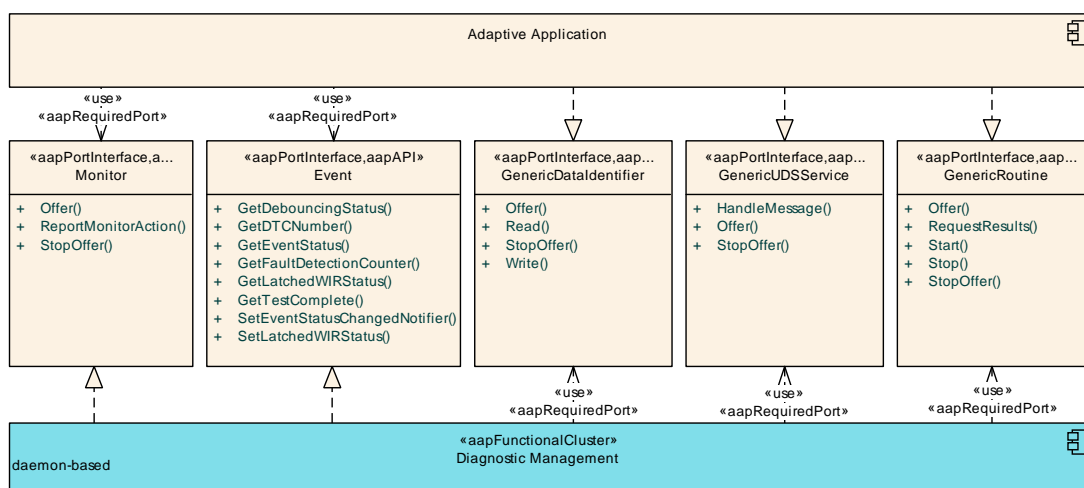 Adaptive Application
«use»
«aapRequiredPort»
«use»
«aapRequiredPort»
«aapPortInterface,a...
Monitor
+ Offer()
+ ReportMonitorAction()
+ StopOffer()
«aapPortInterface,aapAPI»
Event
+ GetDebouncingStatus()
+ GetDTCNumber()
+ GetEventStatus()
+ GetFaultDetectionCounter()
+ GetLatchedWIRStatus()
+ GetTestComplete()
+ SetEventStatusChangedNotifier()
+ SetLatchedWIRStatus()
«aapPortInterface,aap...
GenericDataIdentifier
+ Offer()
+ Read()
+ StopOffer()
+ Write()
«aapPortInterface,aap...
GenericUDSService
+ HandleMessage()
+ Offer()
+ StopOffer()
«aapPortInterface,aap...
GenericRoutine
+ Offer()
+ RequestResults()
+ Start()
+ Stop()
+ StopOffer()
«use»
«aapRequiredPort»
«use»
«aapRequiredPort»
«use»
«aapRequiredPort»
«aapFunctionalCluster»
Diagnostic Management
daemon-based